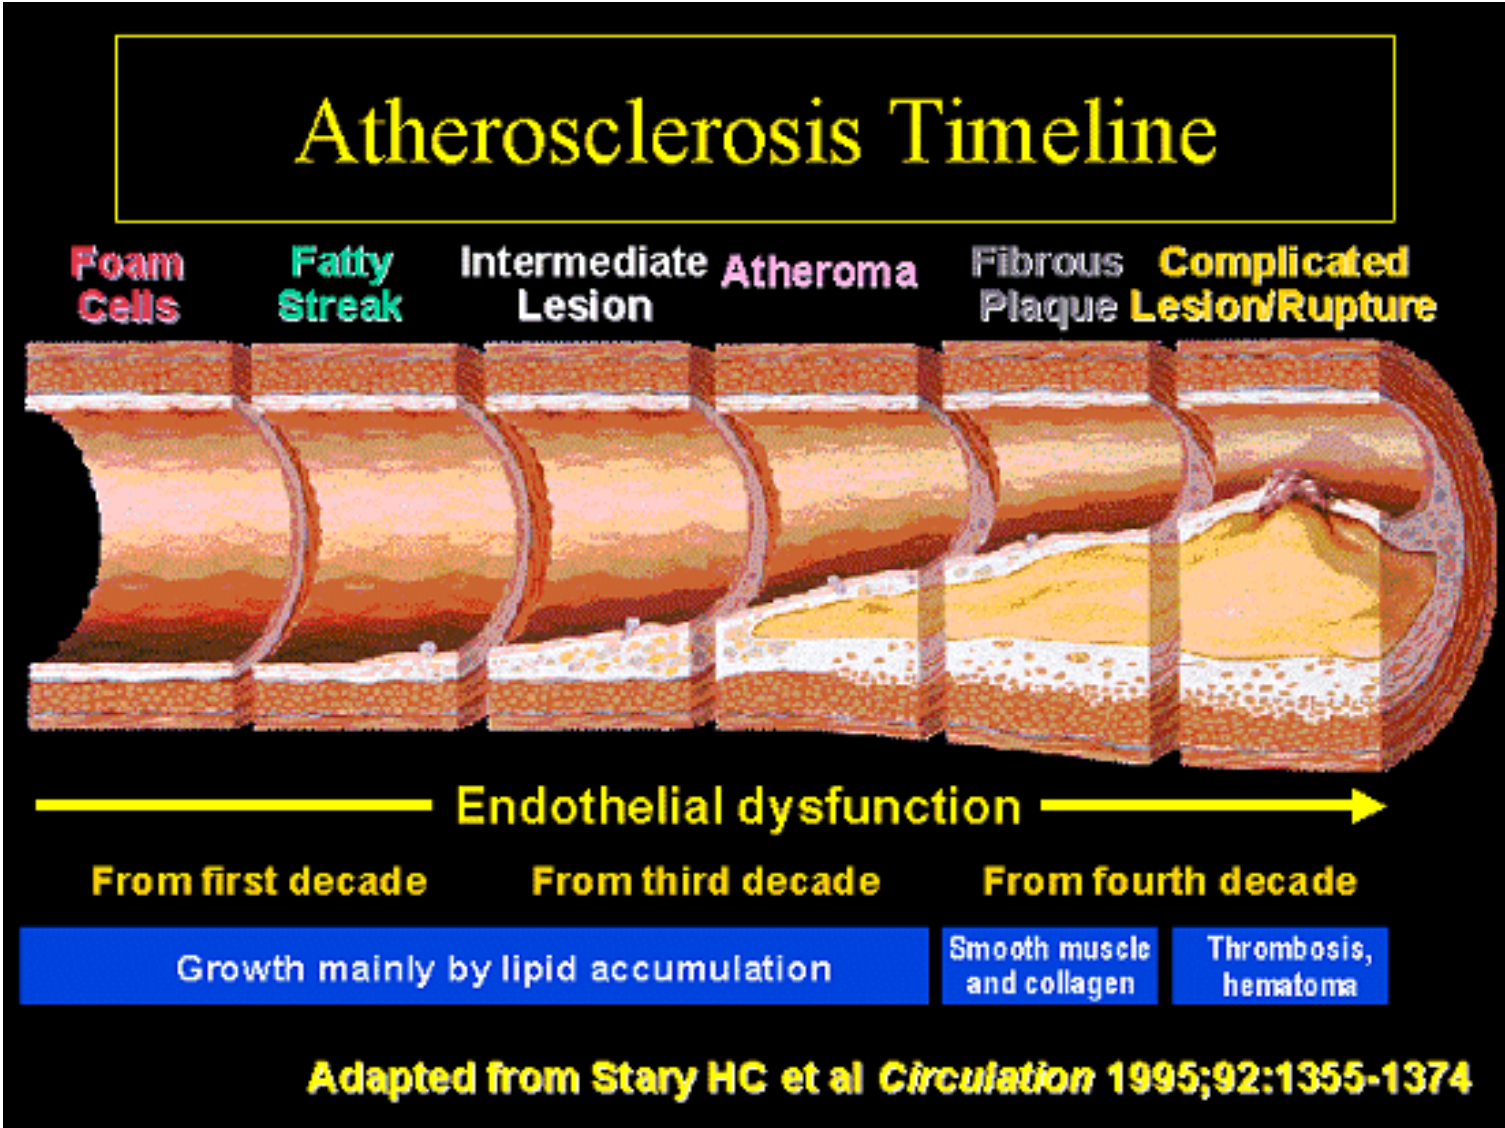 Atherosclerosis Timeline
Foam
Cells
Fatty
Streak
Intermediate
Lesion
Atheroma
Fibrous
Plaque
Complicated
Lesion/Rupture
Endothelial dysfunction
From first decade
From third decade
From fourth decade
Growth mainly by lipid accumulation
Smooth muscle
and collagen
Thrombosis,
hematoma
Adapted from Stary HC et al Circulation 1995;92:1355-1374